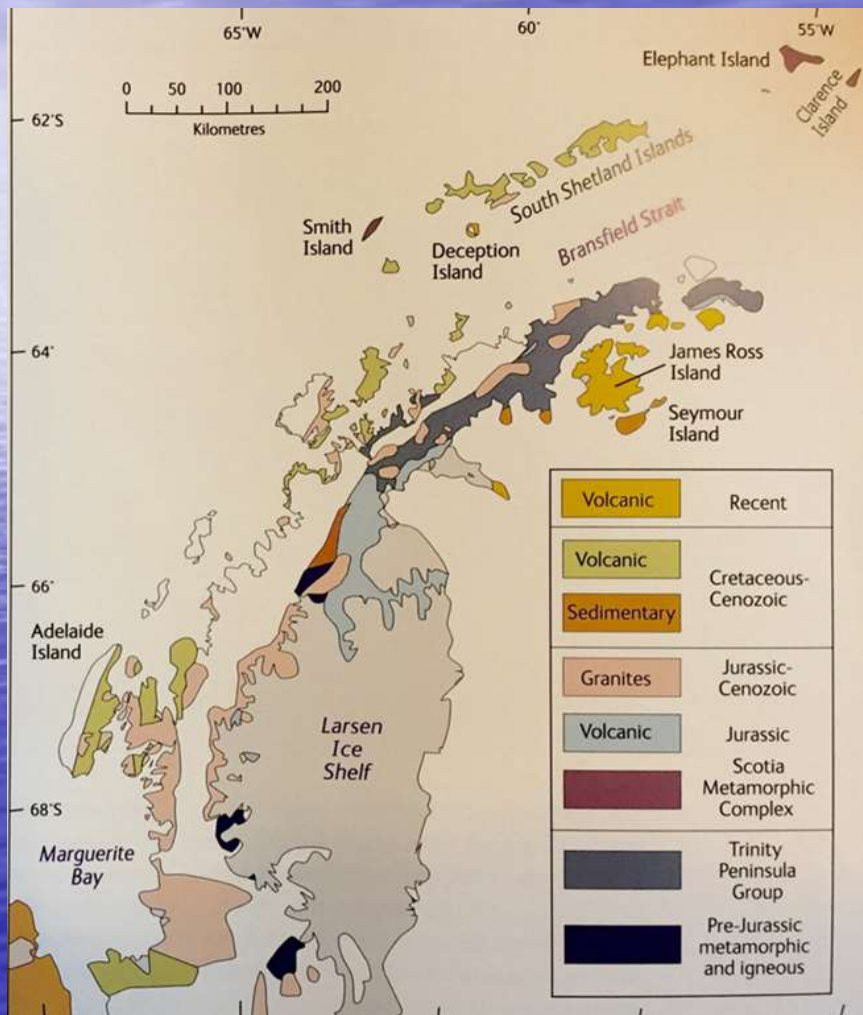 65°W
60°
55°W
Elephant Island
Clarence
Island
0 50 100 200
Kilometres
62°S
South Shetland Islands
Smith
Island
Deception
Island
Bransfield Strait
64°
James Ross
Island
Seymour
Island
Volcanic
Recent
Volcanic
Sedimentary
Cretaceous-
Cenozoic
66°
Adelaide
Island
Granites
Jurassic-
Cenozoic
Volcanic
Jurassic
Larsen
Ice
Shelf
Scotia
Metamorphic
Complex
68°S
Marguerite
Bay
Trinity
Peninsula
Group
Pre-Jurassic
metamorphic
and igneous